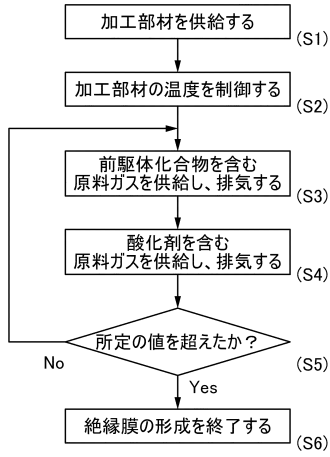 加工部材を供給する
(S1)
加工部材の温度を制御する
(S2)
前駆体化合物を含む
原料ガスを供給し、排気する
(S3)
酸化剤を含む
原料ガスを供給し、排気する
(S4)
所定の値を超えたか？
(S5)
No
Yes
絶縁膜の形成を終了する
(S6)